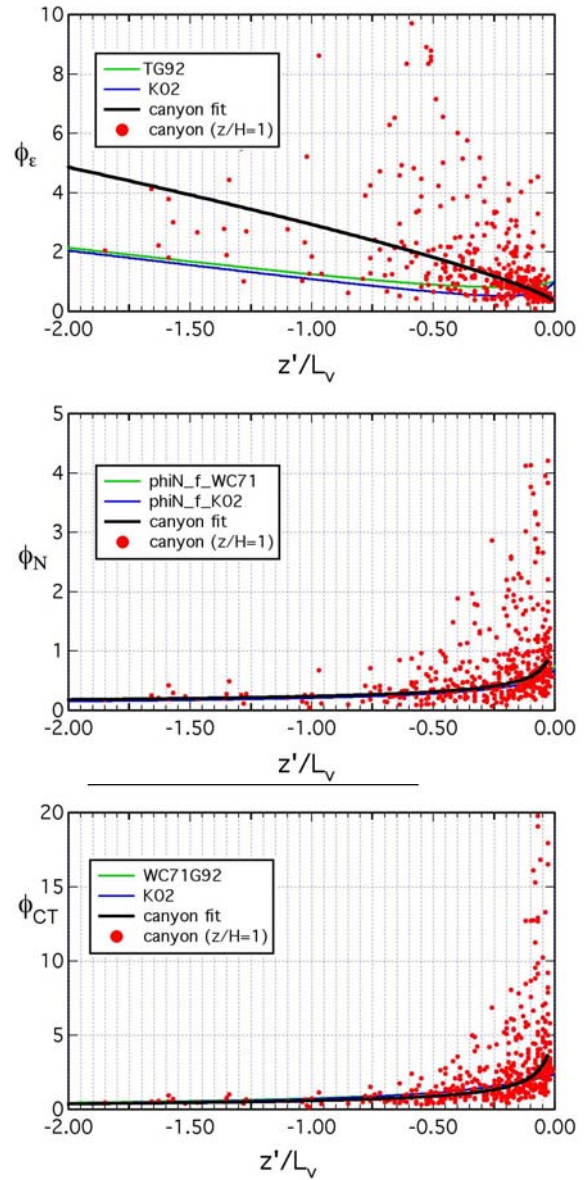 10
8
6
4
2
0
ϕε
TG92
K02
canyon fit
canyon (z/H=1)
-2.00 -1.50 -1.00 -0.50 0.00
z'/Lv
5
4
3
2
1
0
ϕN
phiN_f_WC71
phiN_f_K02
canyon fit
canyon (z/H=1)
-2.00 -1.50 -1.00 -0.50 0.00
z'/Lv
20
15
10
5
0
ϕCT
WC71G92
K02
canyon fit
canyon (z/H=1)
-2.00 -1.50 -1.00 -0.50 0.00
z'/Lv